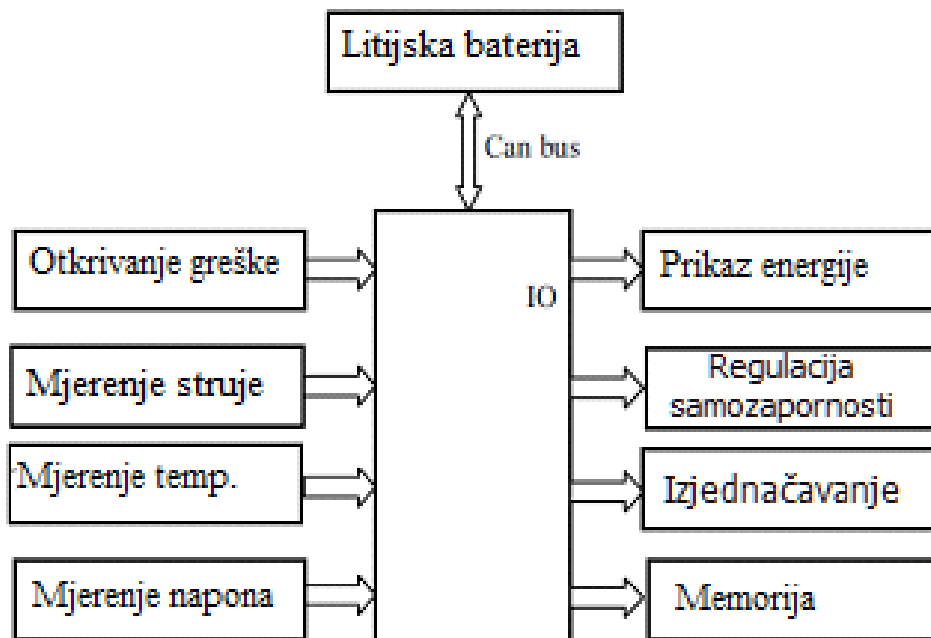 Litijska baterija
Can bus
Otkrivanje greške
IO
Prikaz energije
Mjerenje struje
Regulacija
samozapornosti
Mjerenje temp.
Izjednačavanje
Mjerenje napona
Memorija